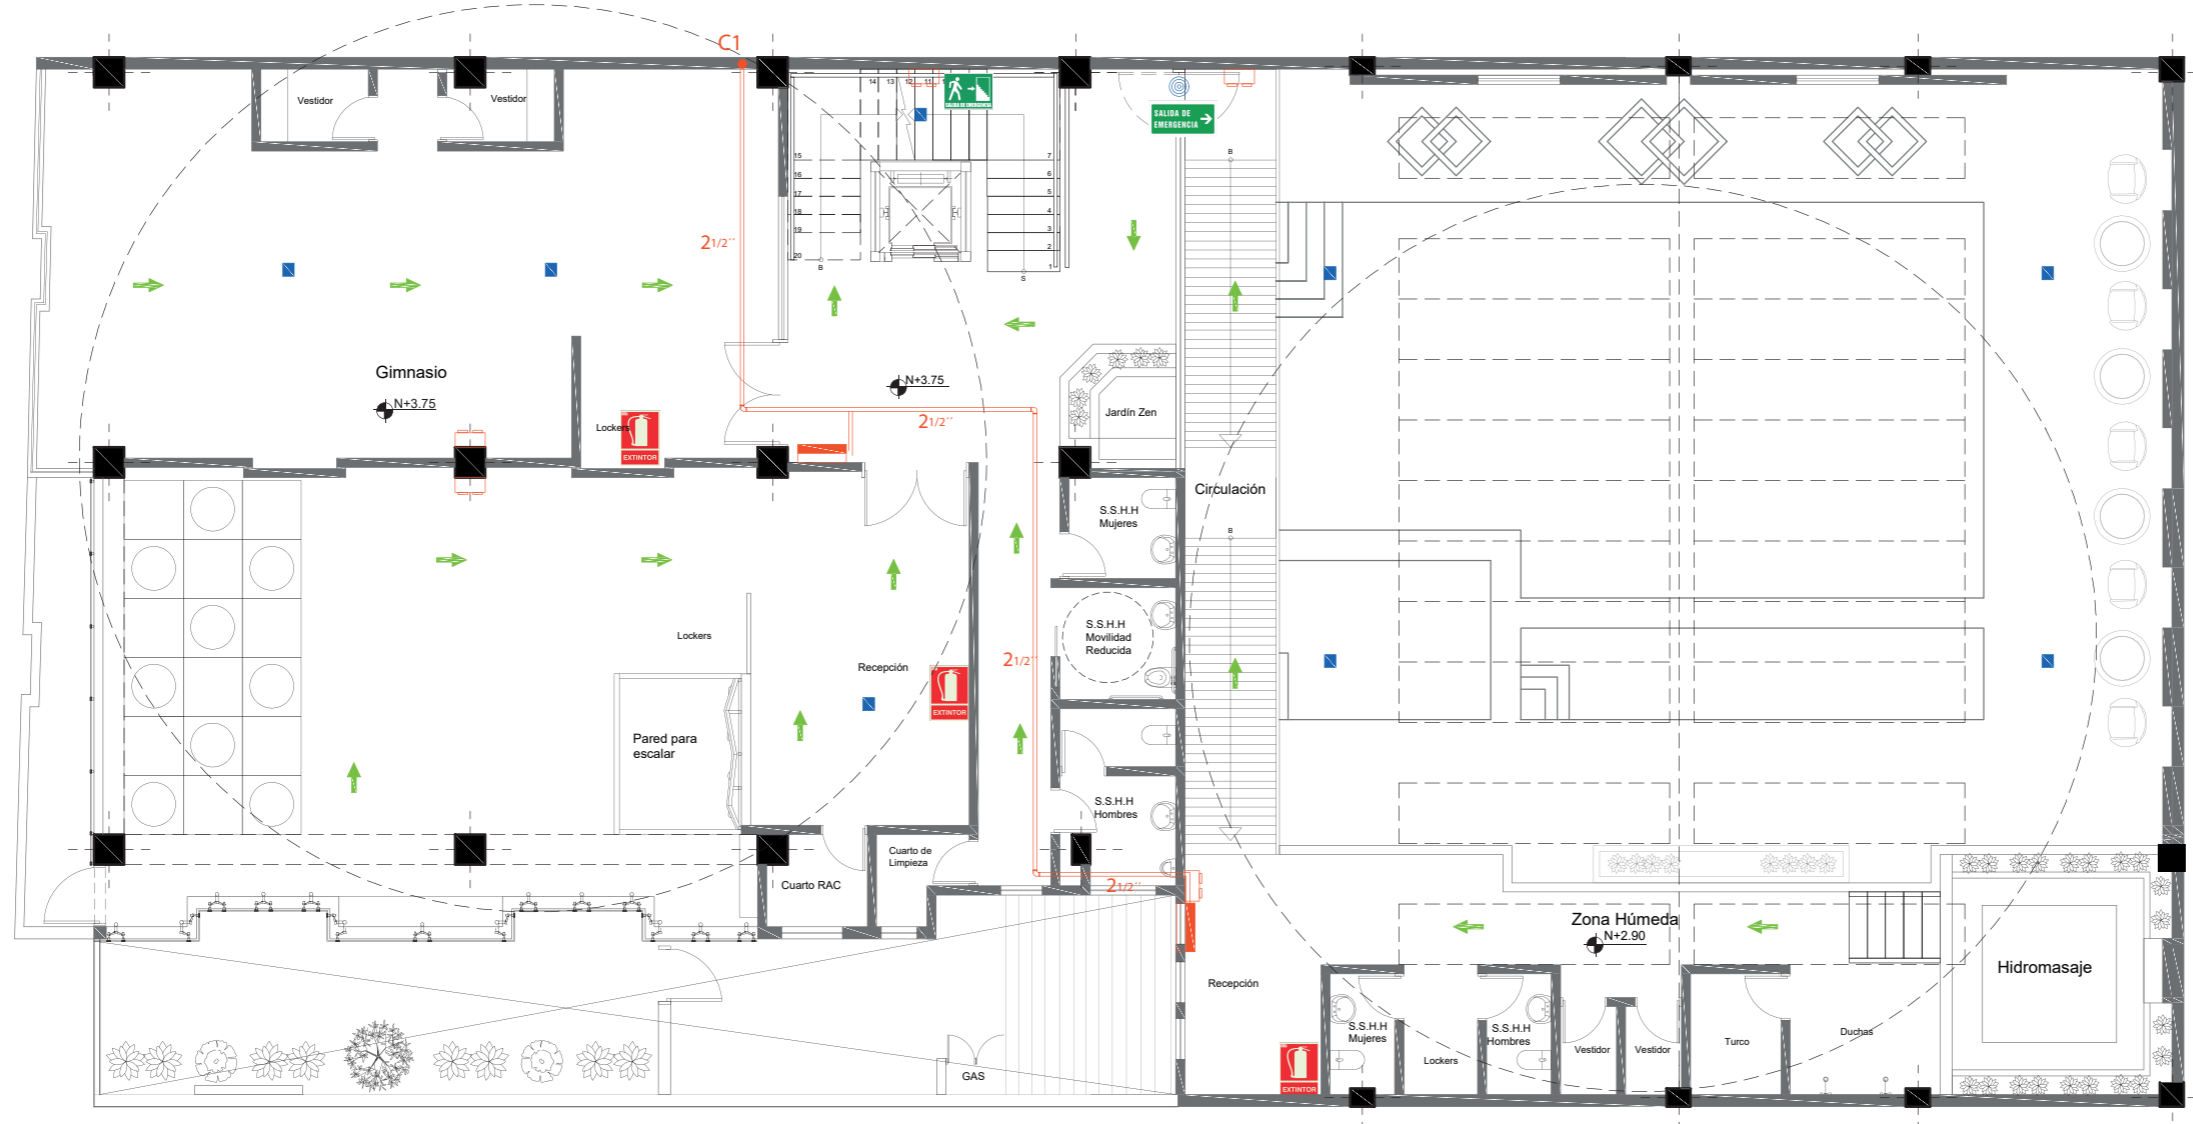 C1
Vestidor
Vestidor
14
13
12
11
SALIDA DE EMERGENCIA
SALIDA DE
EMERGENCIA
B
15
16
17
18
19
20
7
6
5
4
3
2
1
B
S
2 1/2´´
Gimnasio
N+3.75
N+3.75
Lockers
EXTINTOR
2 1/2´´
Jardín Zen
Circulación
S.S.H.H
Mujeres
B
S.S.H.H
Movilidad
Reducida
2 1/2´´
Lockers
Recepción
EXTINTOR
Pared para
escalar
S.S.H.H
Hombres
Cuarto de
Limpieza
Cuarto RAC
2 1/2´´
Zona Húmeda
N+2.90
Hidromasaje
Recepción
S.S.H.H
Mujeres
Lockers
S.S.H.H
Hombres
Vestidor
Vestidor
Turco
Duchas
GAS
EXTINTOR